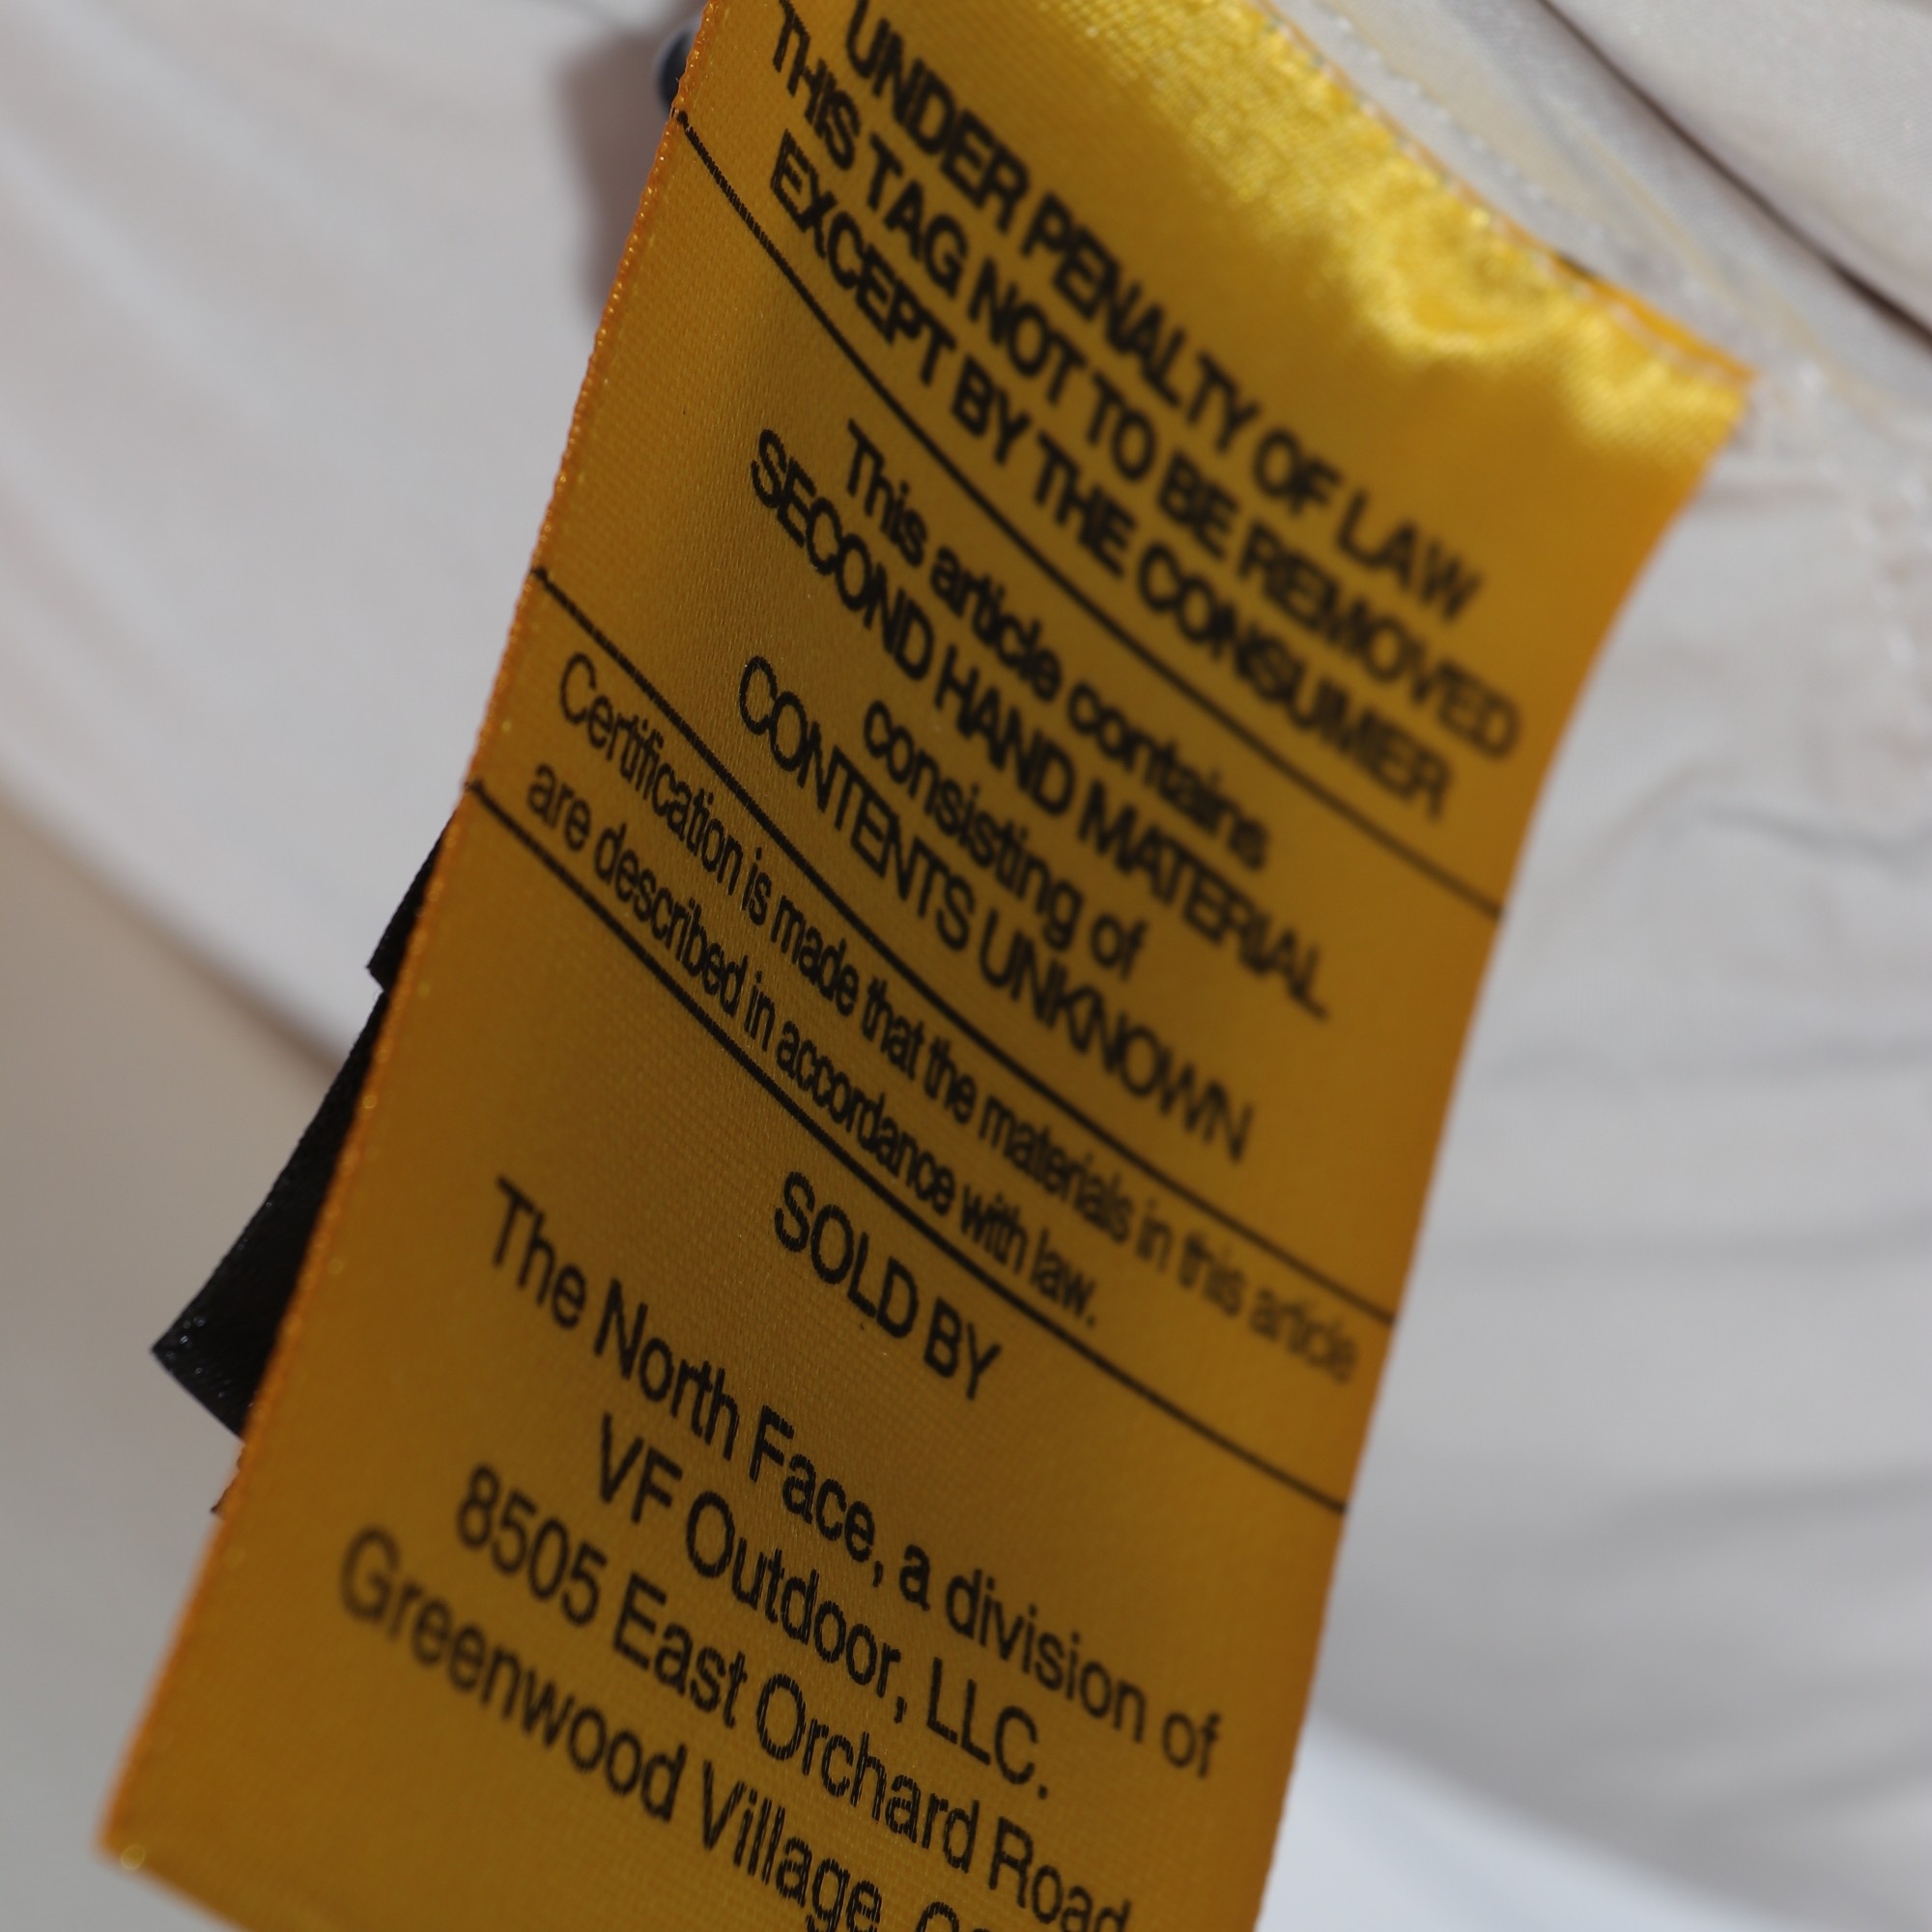 UNDER PENALTY OF LAW
THIS TAG NOT TO BE REMOVED
EXCEPT BY THE CONSUMER
This article contains
SECOND HAND MATERIAL
consisting of
CONTENTS UNKNOWN
Certification is made that the materials in this article
are described in accordance with law.
SOLD BY
The North Face, a division of
VF Outdoor, LLC.
8505 East Orchard Road
Greenwood Village,